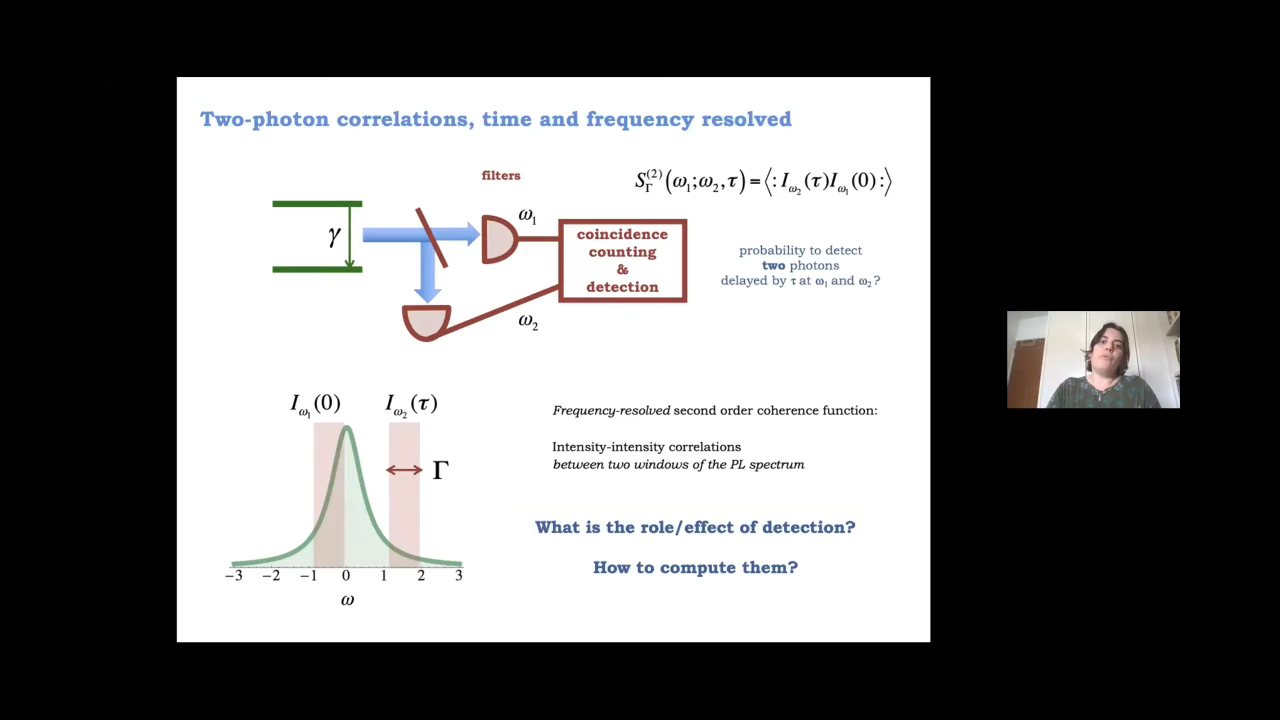 Two-photon correlations, time and frequency resolved
filters
S_Γ^(2)(ω₁;ω₂,τ)=⟨:I_ω₂(τ)I_ω₁(0):⟩
γ
ω₁
coincidence
counting
&
detection
probability to detect
two photons
delayed by τ at ω₁ and ω₂?
ω₂
I_ω₁(0)
I_ω₂(τ)
Γ
−3 −2 −1 0 1 2 3
ω
Frequency-resolved second order coherence function:
Intensity-intensity correlations
between two windows of the PL spectrum
What is the role/effect of detection?
How to compute them?